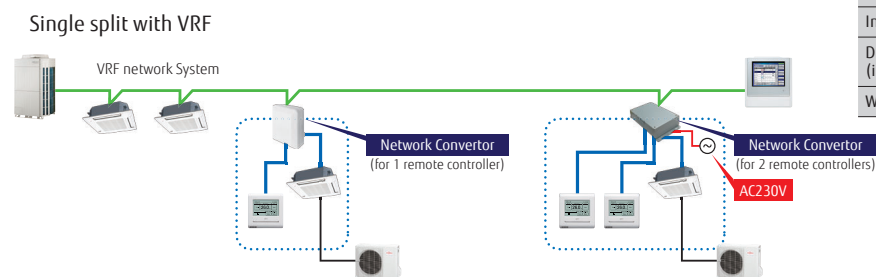 Single split with VRF
VRF network System
Network Convertor
(for 1 remote controller)
Network Convertor
(for 2 remote controllers)
AC230V
In
D
(i
W